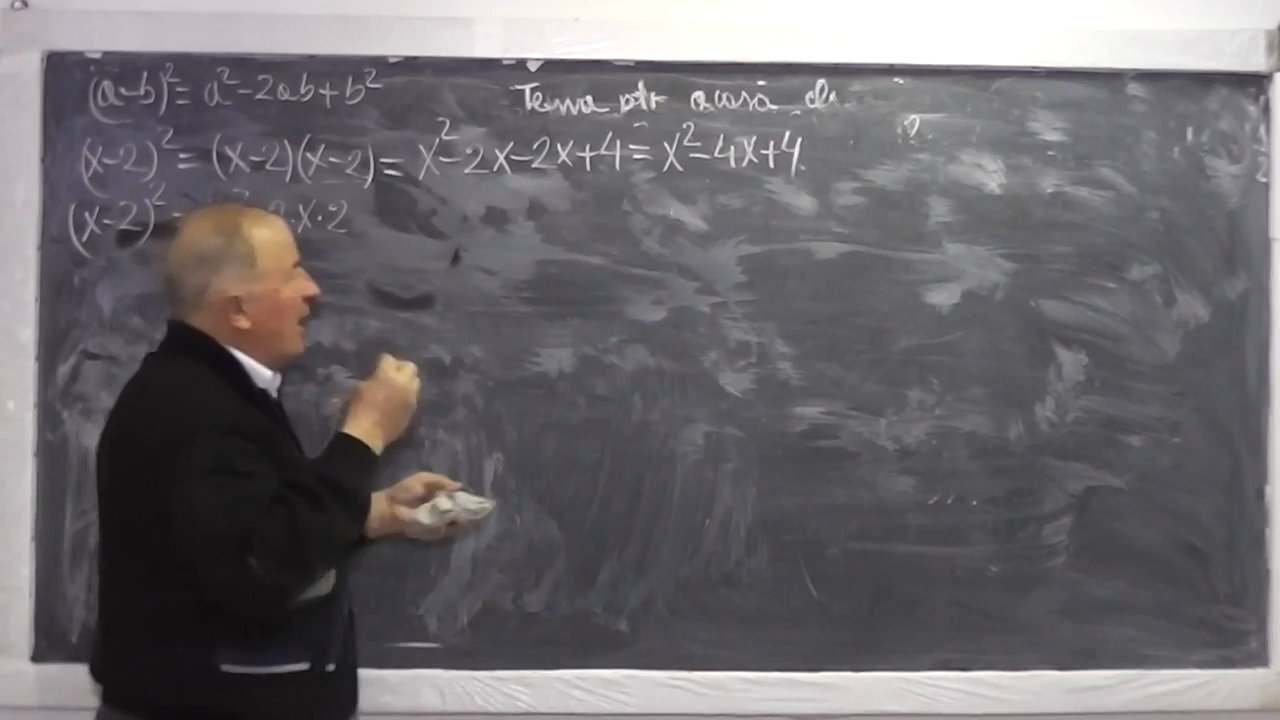 (a-b)² = a²-2ab+b²
Tema ptr acasă
(x-2)² = (x-2)(x-2) = x²-2x-2x+4 = x²-4x+4
(x-2)² = ·x·2